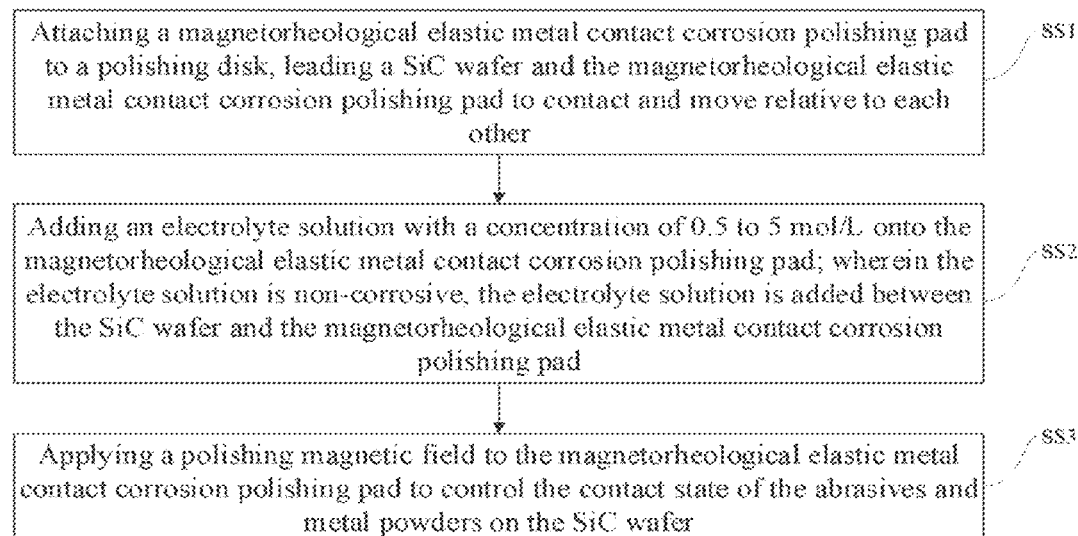 Attaching a magnetorheological elastic metal contact corrosion polishing pad
to a polishing disk, leading a SiC wafer and the magnetorheological elastic
metal contact corrosion polishing pad to contact and move relative to each
other
SS1
Adding an electrolyte solution with a concentration of 0.5 to 5 mol/L onto the
magnetorheological elastic metal contact corrosion polishing pad; wherein the
electrolyte solution is non-corrosive, the electrolyte solution is added between
the SiC wafer and the magnetorheological elastic metal contact corrosion
polishing pad
SS2
Applying a polishing magnetic field to the magnetorheological elastic metal
contact corrosion polishing pad to control the contact state of the abrasives and
metal powders on the SiC wafer
SS3